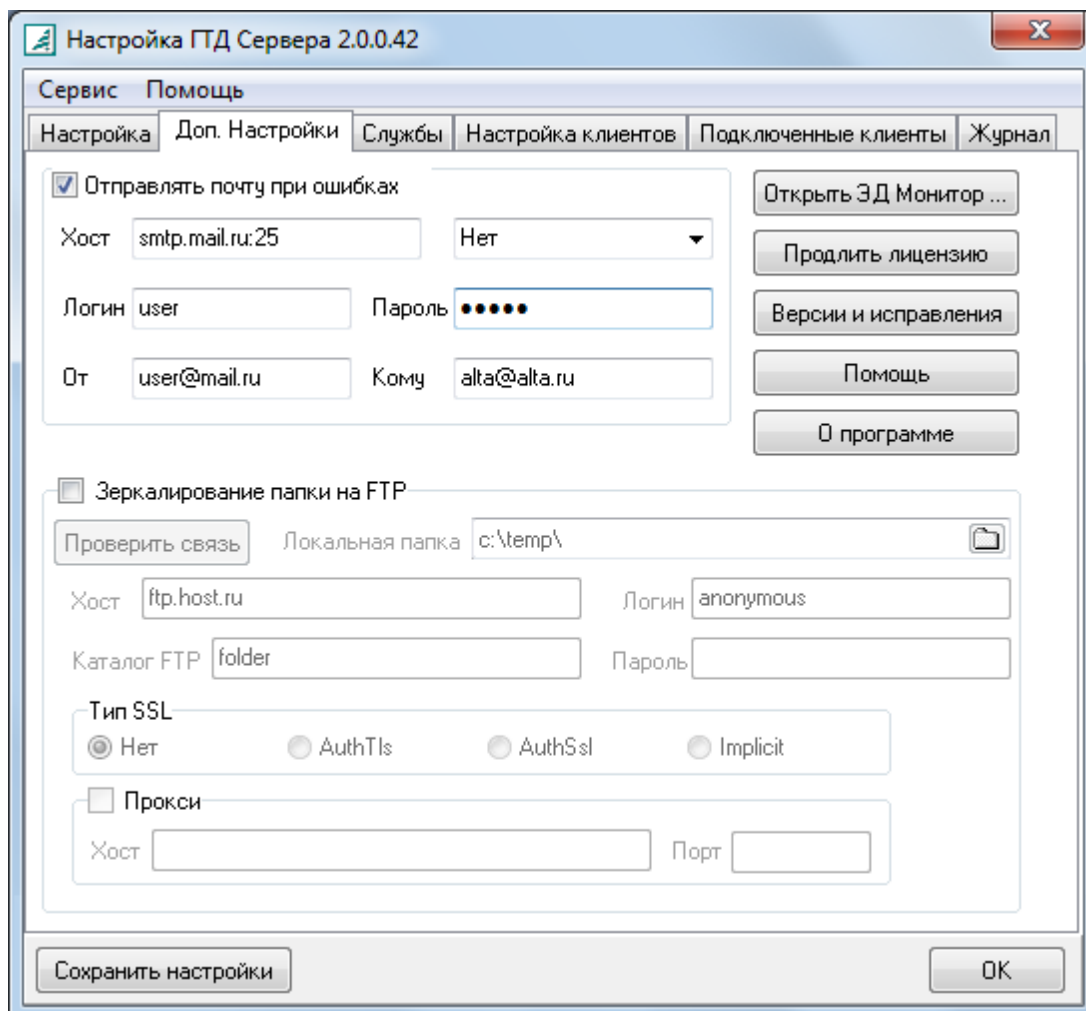 Настройка ГТД Сервера 2.0.0.42
Сервис Помощь
Настройка Доп. Настройки Службы Настройка клиентов Подключенные клиенты Журнал
Отправлять почту при ошибках
Открыть ЭД Монитор ...
Хост smtp.mail.ru:25 Нет
Продлить лицензию
Логин user Пароль •••••
Версии и исправления
От user@mail.ru Кому alta@alta.ru
Помощь
О программе
Зеркалирование папки на FTP
Проверить связь Локальная папка c:\temp\
Хост ftp.host.ru Логин anonymous
Каталог FTP folder Пароль
Тип SSL
Нет AuthTls AuthSsl Implicit
Прокси
Хост Порт
Сохранить настройки OK